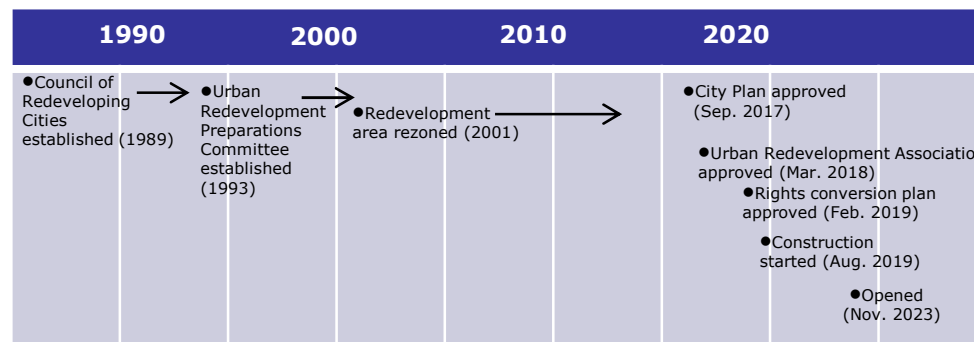 1990 2000 2010 2020
●Council of
Redeveloping
Cities
established (1989)
●Urban
Redevelopment
Preparations
Committee
established
(1993)
●Redevelopment
area rezoned (2001)
●City Plan approved
(Sep. 2017)
●Urban Redevelopment Associatio
approved (Mar. 2018)
●Rights conversion plan
approved (Feb. 2019)
●Construction
started (Aug. 2019)
●Opened
(Nov. 2023)